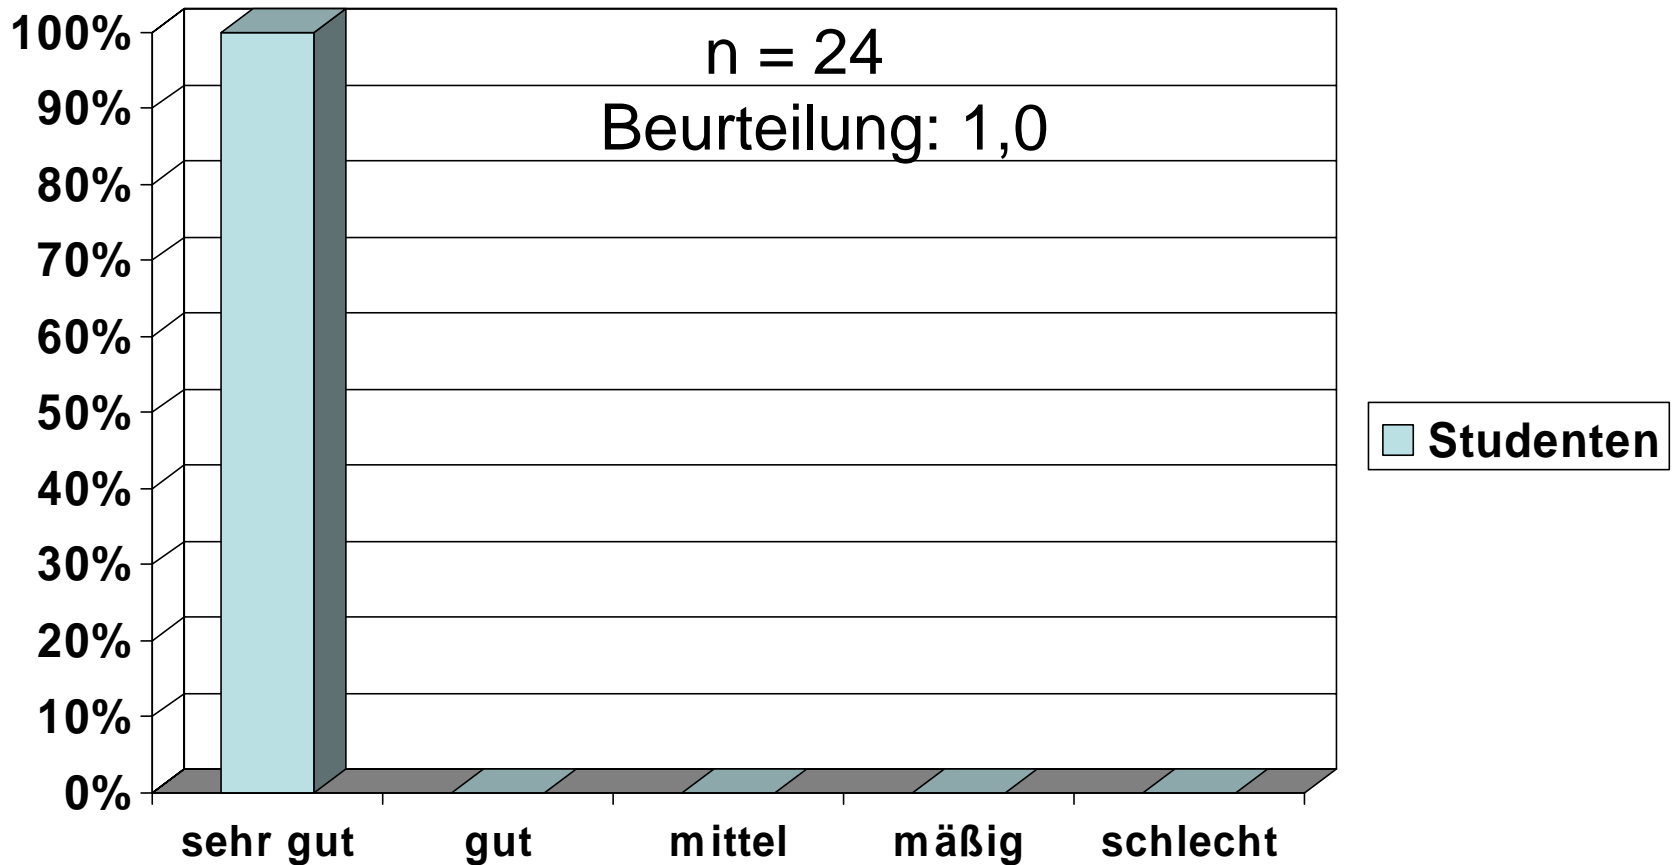 n = 24
Beurteilung: 1,0
100%
90%
80%
70%
60%
50%
40%
30%
20%
10%
0%
sehr gut gut mittel mäßig schlecht
Studenten